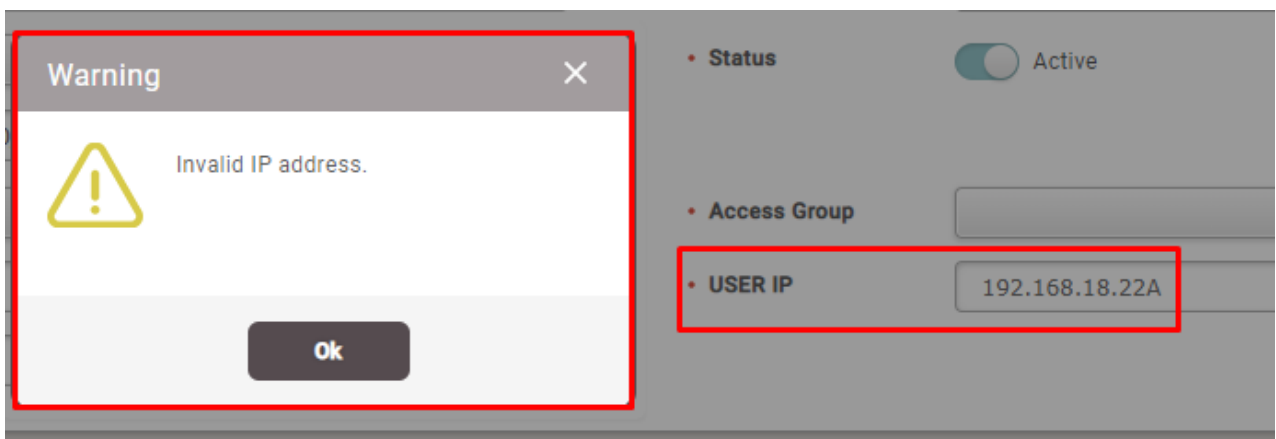 Warning
Invalid IP address.
Ok
Status
Active
Access Group
USER IP
192.168.18.22A